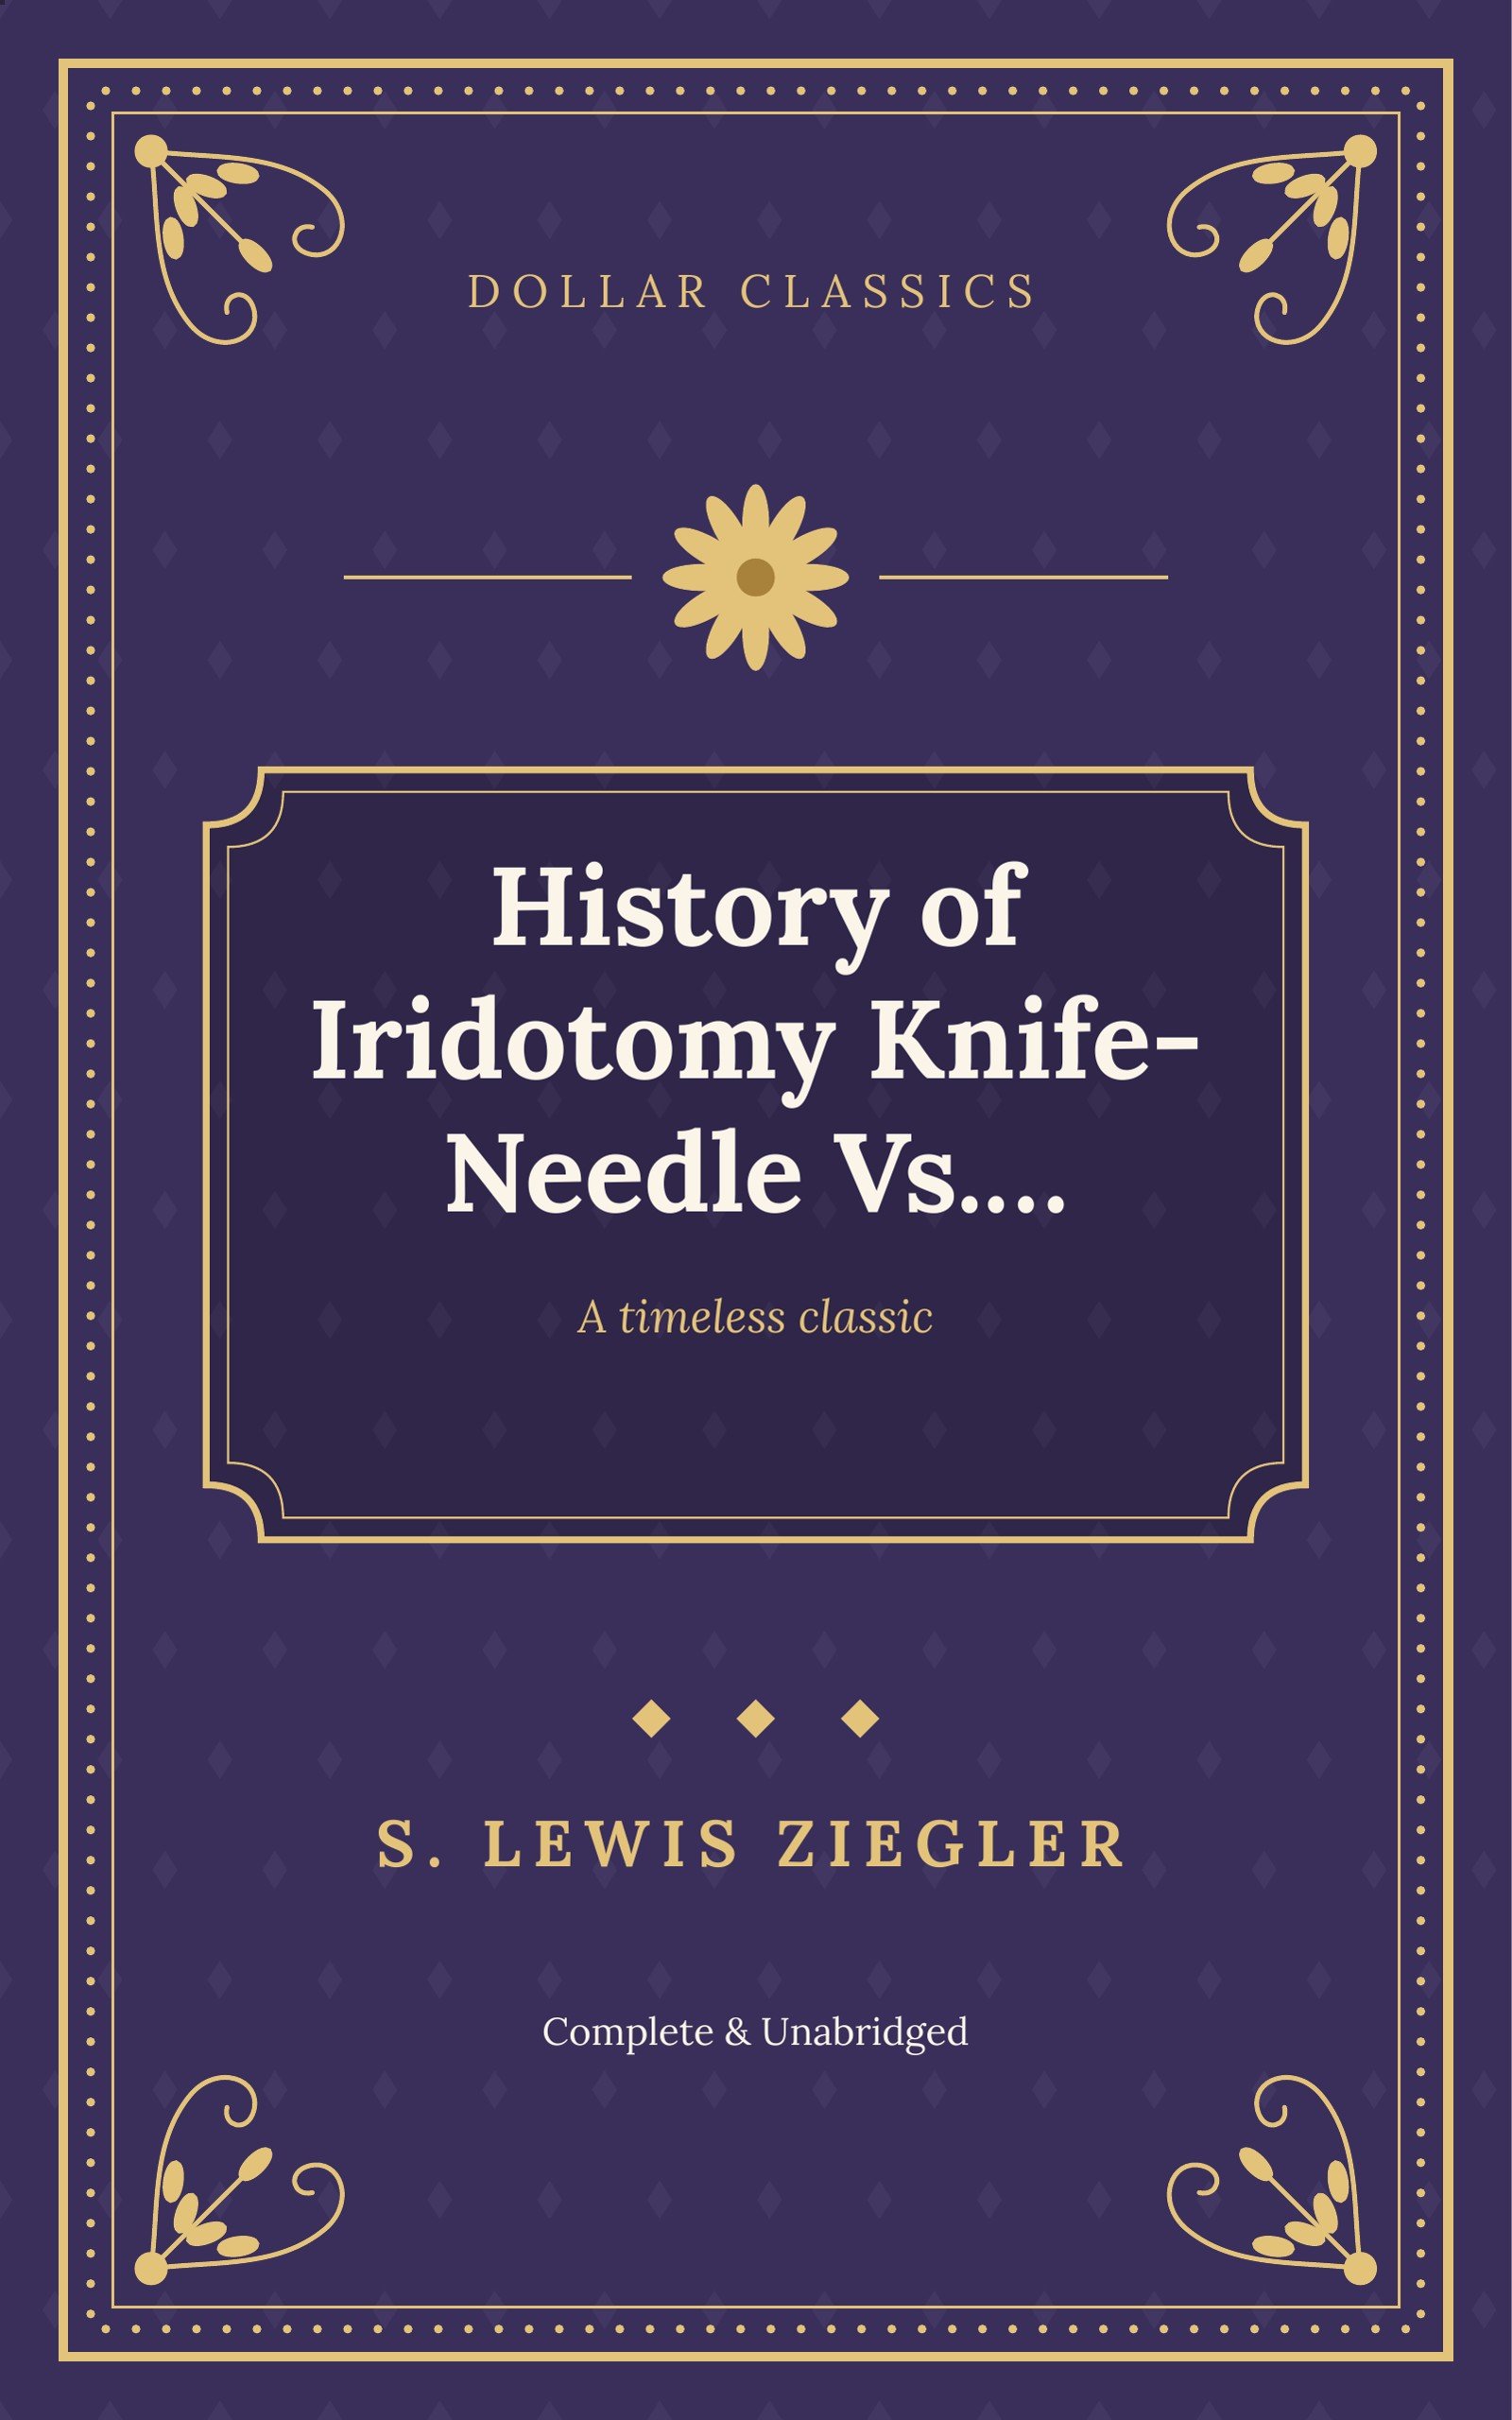 DOLLAR CLASSICS
History of
Iridotomy Knife-
Needle Vs....
A timeless classic
S. LEWIS ZIEGLER
Complete & Unabridged